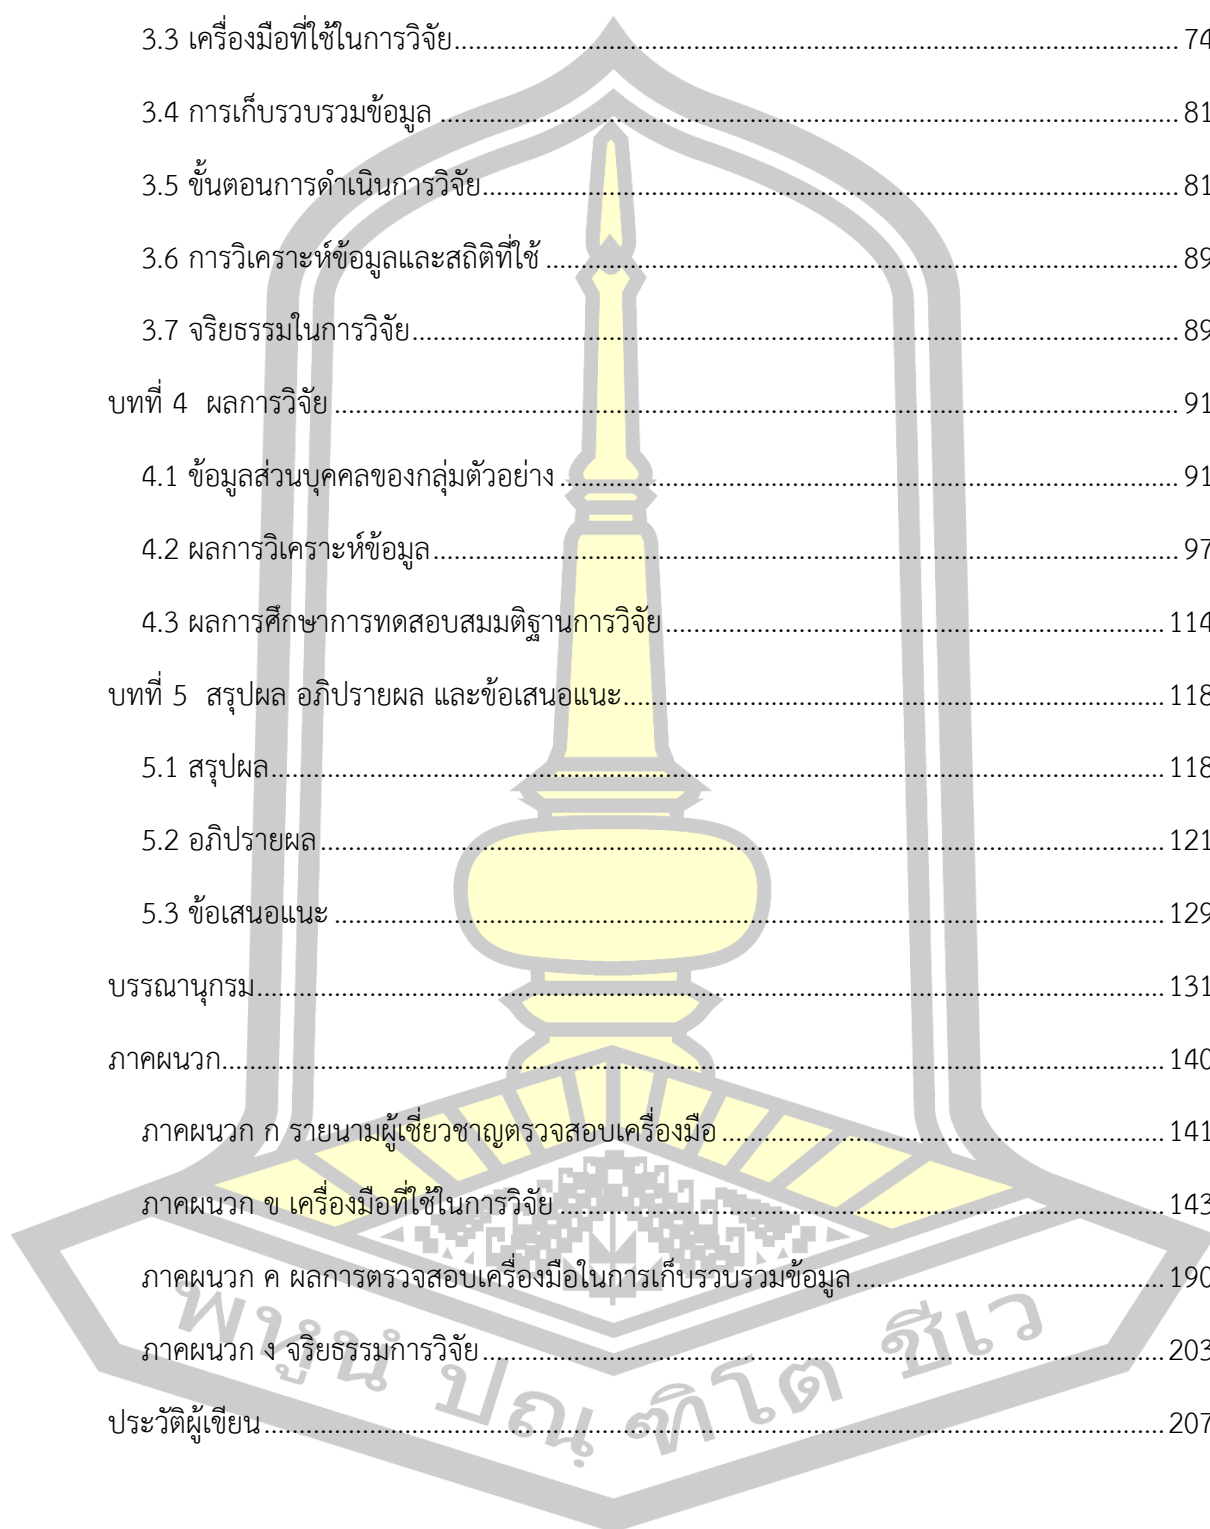 3.3 เครื่องมือที่ใช้ในการวิจัย.......................................................................................... 74
3.4 การเก็บรวบรวมข้อมูล ............................................................................................ 81
3.5 ขั้นตอนการดำเนินการวิจัย....................................................................................... 81
3.6 การวิเคราะห์ข้อมูลและสถิติที่ใช้ ............................................................................... 89
3.7 จริยธรรมในการวิจัย................................................................................................ 89
บทที่ 4 ผลการวิจัย ......................................................................................................... 91
4.1 ข้อมูลส่วนบุคคลของกลุ่มตัวอย่าง ............................................................................. 91
4.2 ผลการวิเคราะห์ข้อมูล............................................................................................. 97
4.3 ผลการศึกษาการทดสอบสมมติฐานการวิจัย............................................................... 114
บทที่ 5 สรุปผล อภิปรายผล และข้อเสนอแนะ.................................................................... 118
5.1 สรุปผล................................................................................................................ 118
5.2 อภิปรายผล.......................................................................................................... 121
5.3 ข้อเสนอแนะ ........................................................................................................ 129
บรรณานุกรม.................................................................................................................. 131
ภาคผนวก...................................................................................................................... 140
ภาคผนวก ก รายนามผู้เชี่ยวชาญตรวจสอบเครื่องมือ ........................................................ 141
ภาคผนวก ข เครื่องมือที่ใช้ในการวิจัย ............................................................................ 143
ภาคผนวก ค ผลการตรวจสอบเครื่องมือในการเก็บรวบรวมข้อมูล ....................................... 190
ภาคผนวก ง จริยธรรมการวิจัย...................................................................................... 203
ประวัติผู้เขียน................................................................................................................. 207
พหูนํ ปณฺฑิโต ชีเว